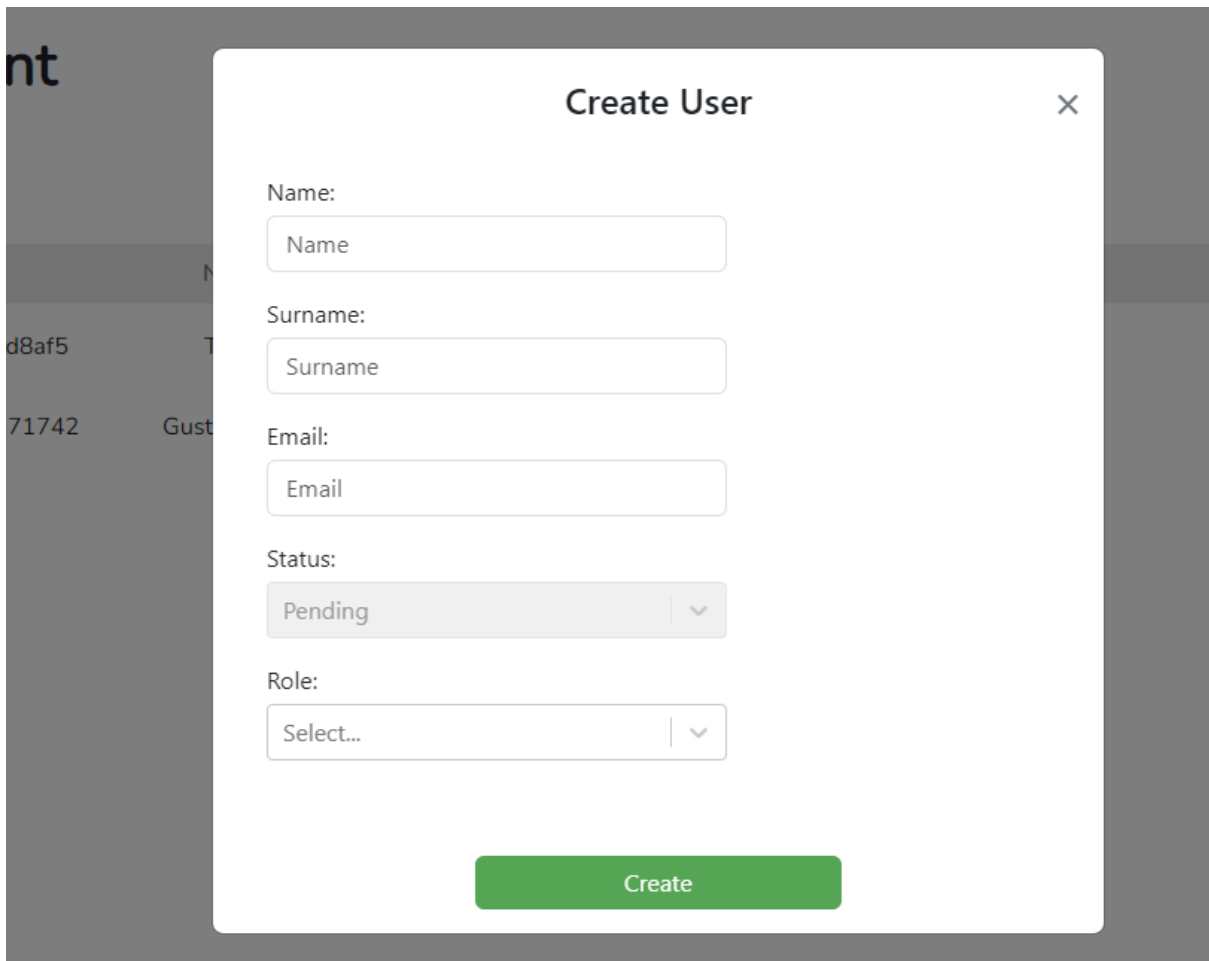 nt
Create User
Name:
Name
N
Surname:
Surname
d8af5
T
71742
Gust
Email:
Email
Status:
Pending
Role:
Select...
Create